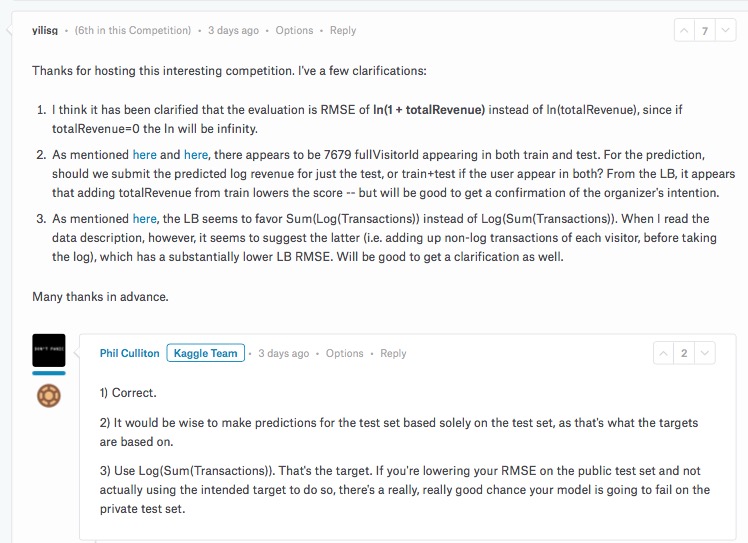 yilisg • (6th in this Competition) • 3 days ago • Options • Reply
7
Thanks for hosting this interesting competition. I've a few clarifications:
1. I think it has been clarified that the evaluation is RMSE of ln(1 + totalRevenue) instead of ln(totalRevenue), since if
totalRevenue=0 the ln will be infinity.
2. As mentioned here and here, there appears to be 7679 fullVisitorId appearing in both train and test. For the prediction,
should we submit the predicted log revenue for just the test, or train+test if the user appear in both? From the LB, it appears
that adding totalRevenue from train lowers the score -- but will be good to get a confirmation of the organizer's intention.
3. As mentioned here, the LB seems to favor Sum(Log(Transactions)) instead of Log(Sum(Transactions)). When I read the
data description, however, it seems to suggest the latter (i.e. adding up non-log transactions of each visitor, before taking
the log), which has a substantially lower LB RMSE. Will be good to get a clarification as well.
Many thanks in advance.
DON'T PANIC
Phil Culliton Kaggle Team • 3 days ago • Options • Reply
2
1) Correct.
2) It would be wise to make predictions for the test set based solely on the test set, as that's what the targets
are based on.
3) Use Log(Sum(Transactions)). That's the target. If you're lowering your RMSE on the public test set and not
actually using the intended target to do so, there's a really, really good chance your model is going to fail on the
private test set.